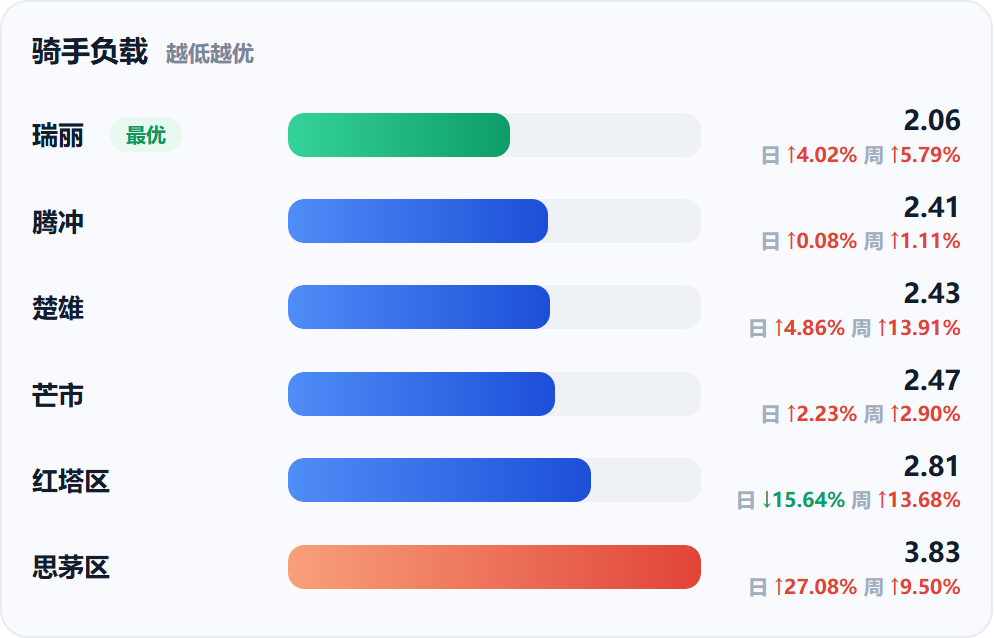 骑手负载 越低越优
瑞丽 最优 2.06
日 ↑4.02% 周 ↑5.79%
腾冲 2.41
日 ↑0.08% 周 ↑1.11%
楚雄 2.43
日 ↑4.86% 周 ↑13.91%
芒市 2.47
日 ↑2.23% 周 ↑2.90%
红塔区 2.81
日 ↓15.64% 周 ↑13.68%
思茅区 3.83
日 ↑27.08% 周 ↑9.50%